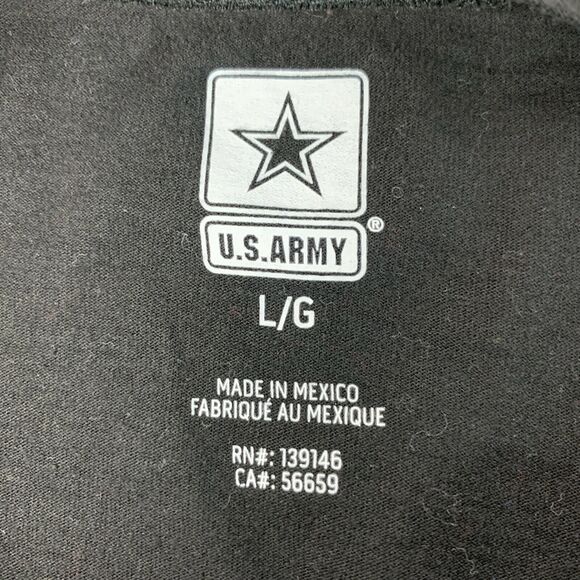 U.S.ARMY
®
L/G
MADE IN MEXICO
FABRIQUÉ AU MEXIQUE
RN#: 139146
CA#: 56659